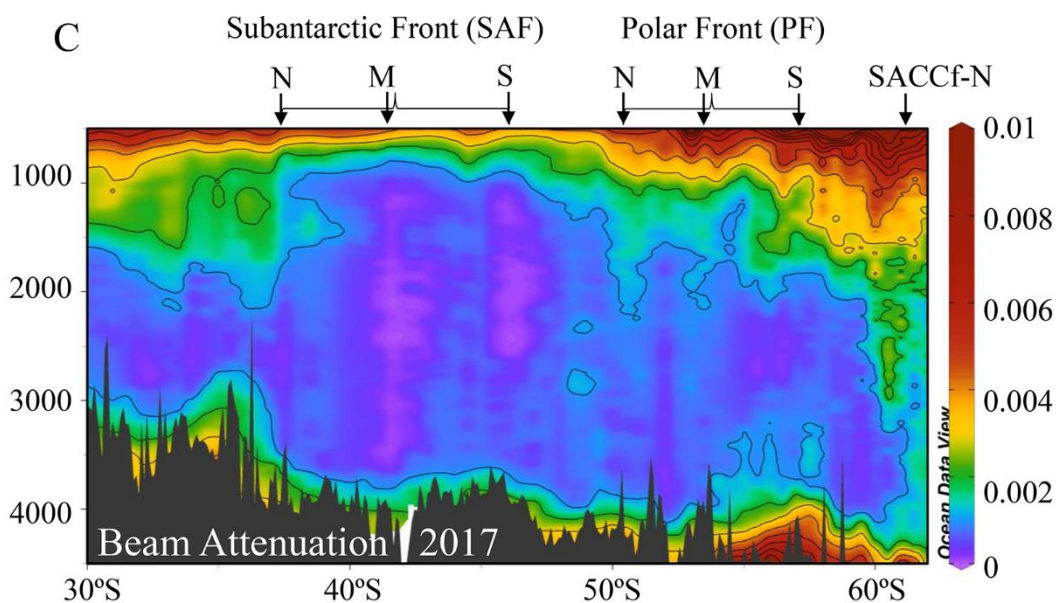 C
Subantarctic Front (SAF) Polar Front (PF)
N M S N M S SACCf-N
0.01
1000
0.008
2000
0.006
3000
0.004
0.002
4000
0
Ocean Data View
Beam Attenuation 2017
30ºS 40ºS 50ºS 60ºS